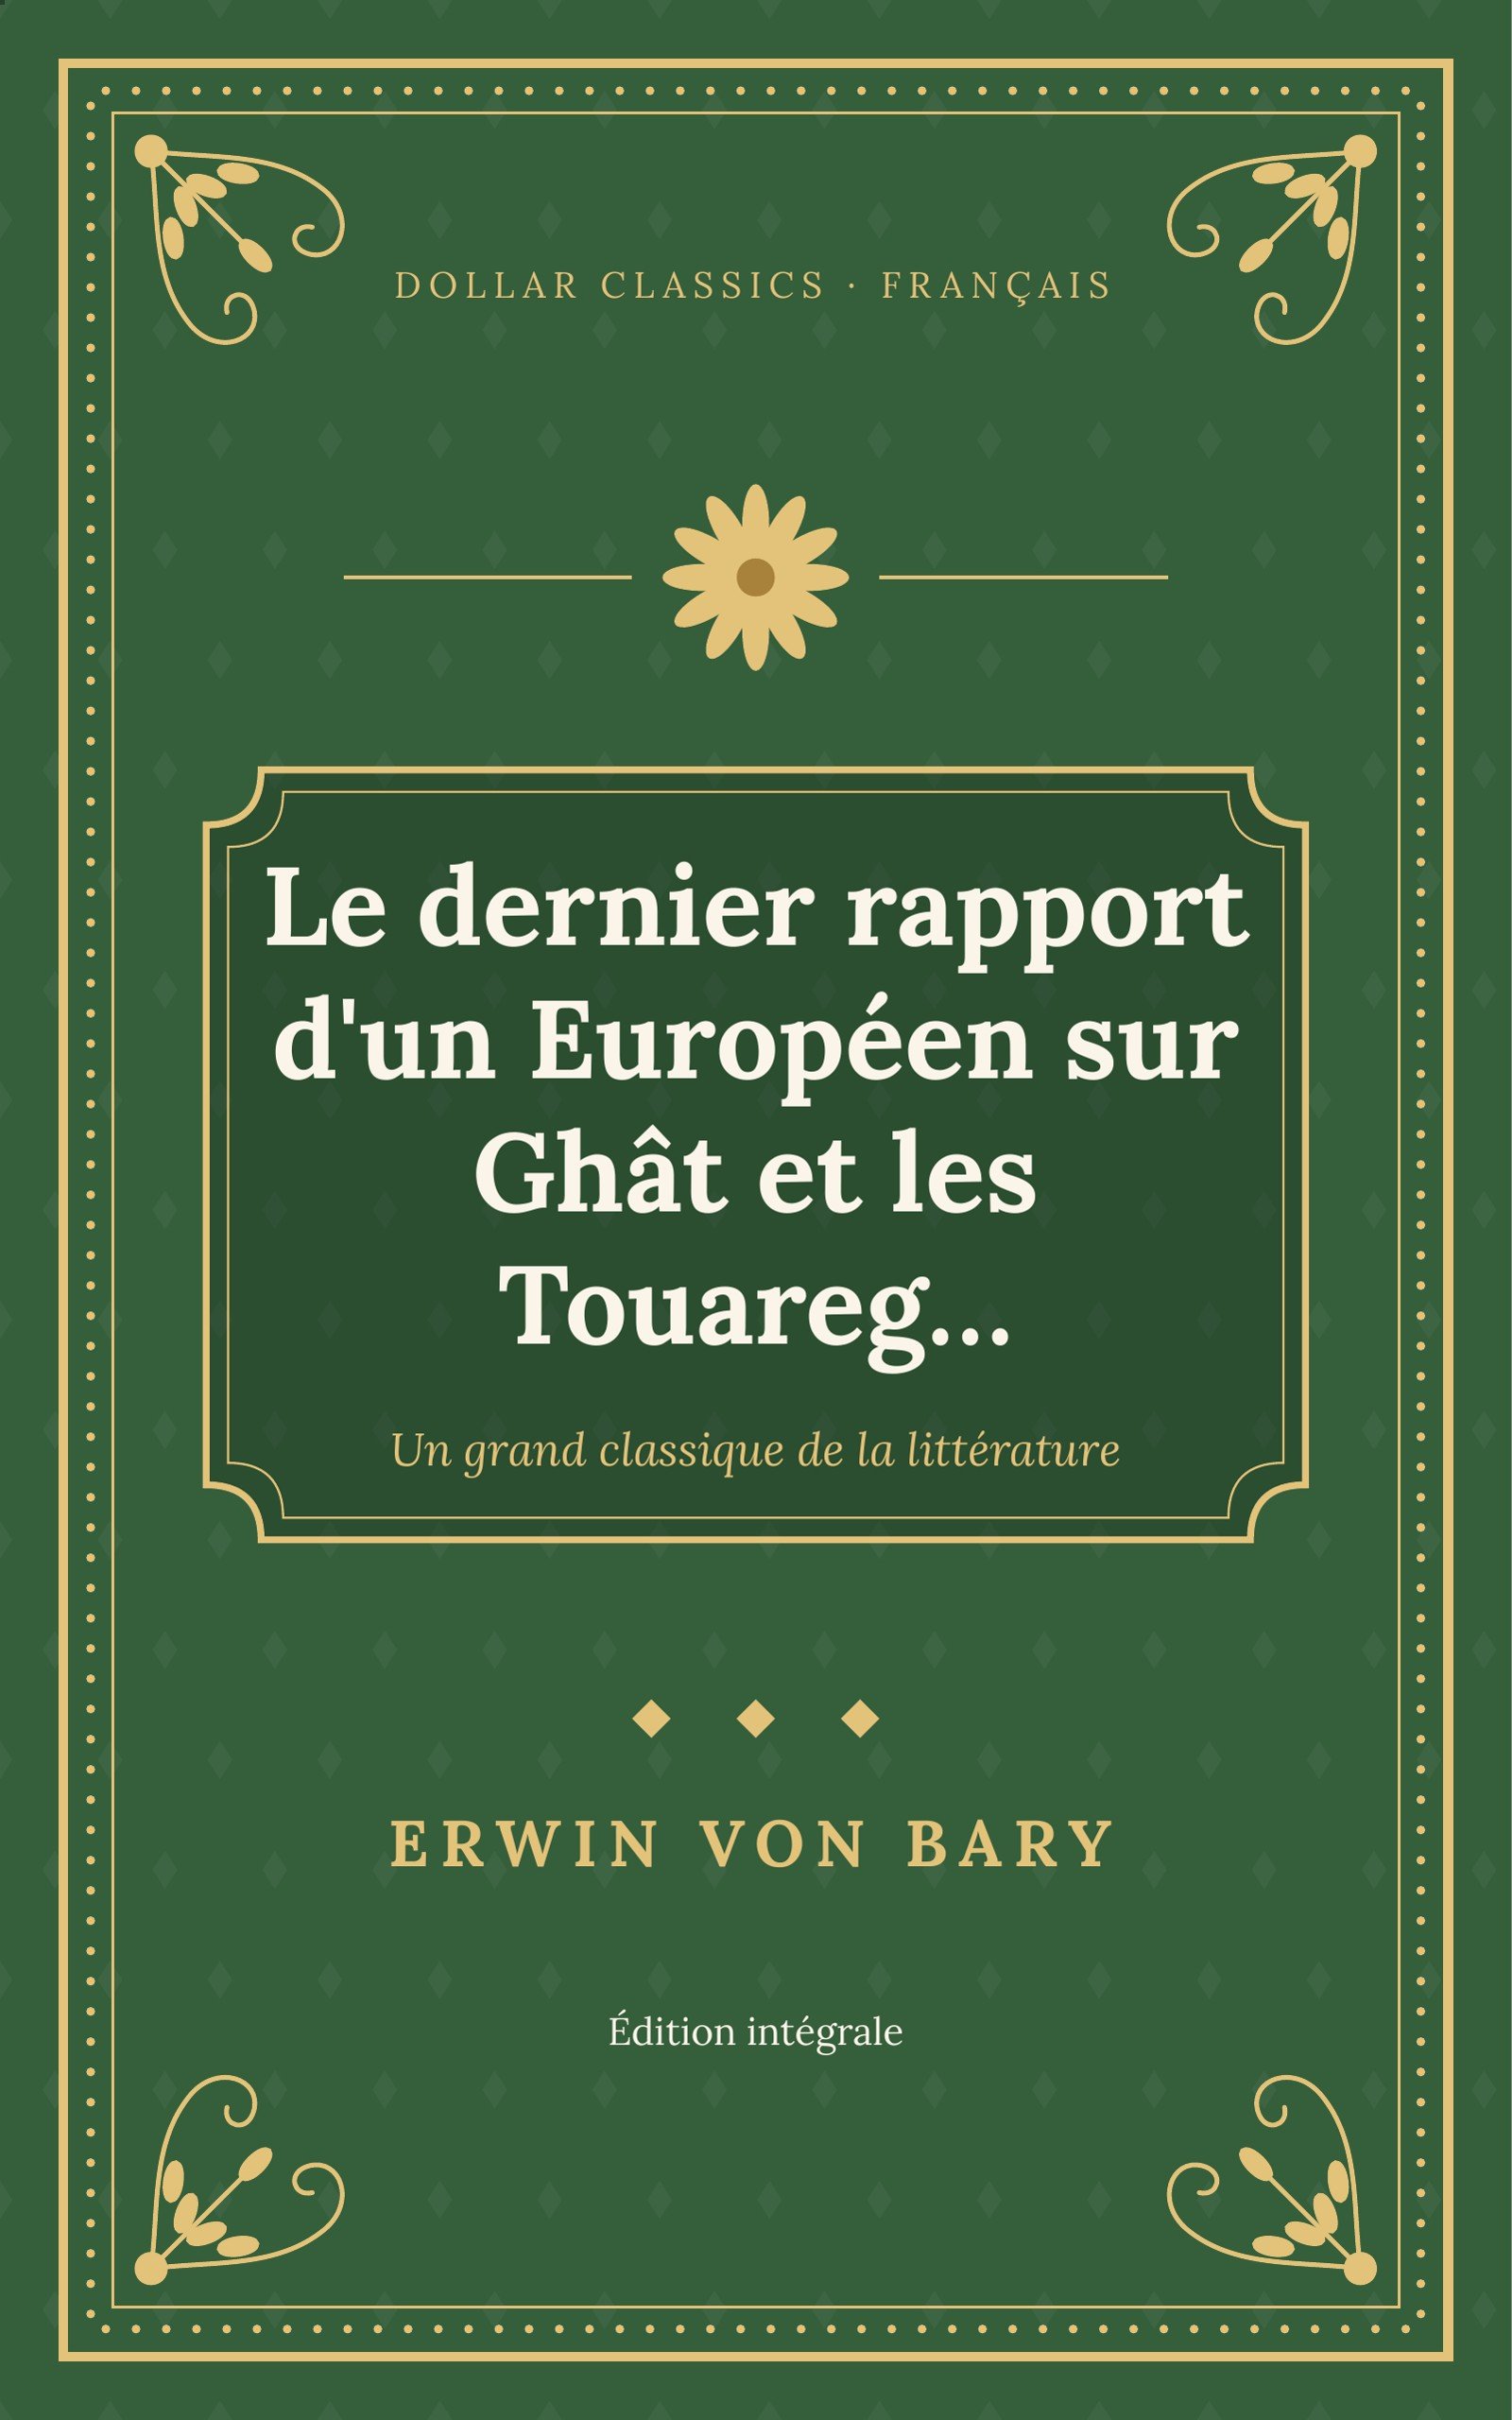 DOLLAR CLASSICS · FRANÇAIS
Le dernier rapport
d'un Européen sur
Ghât et les
Touareg...
Un grand classique de la littérature
ERWIN VON BARY
Édition intégrale